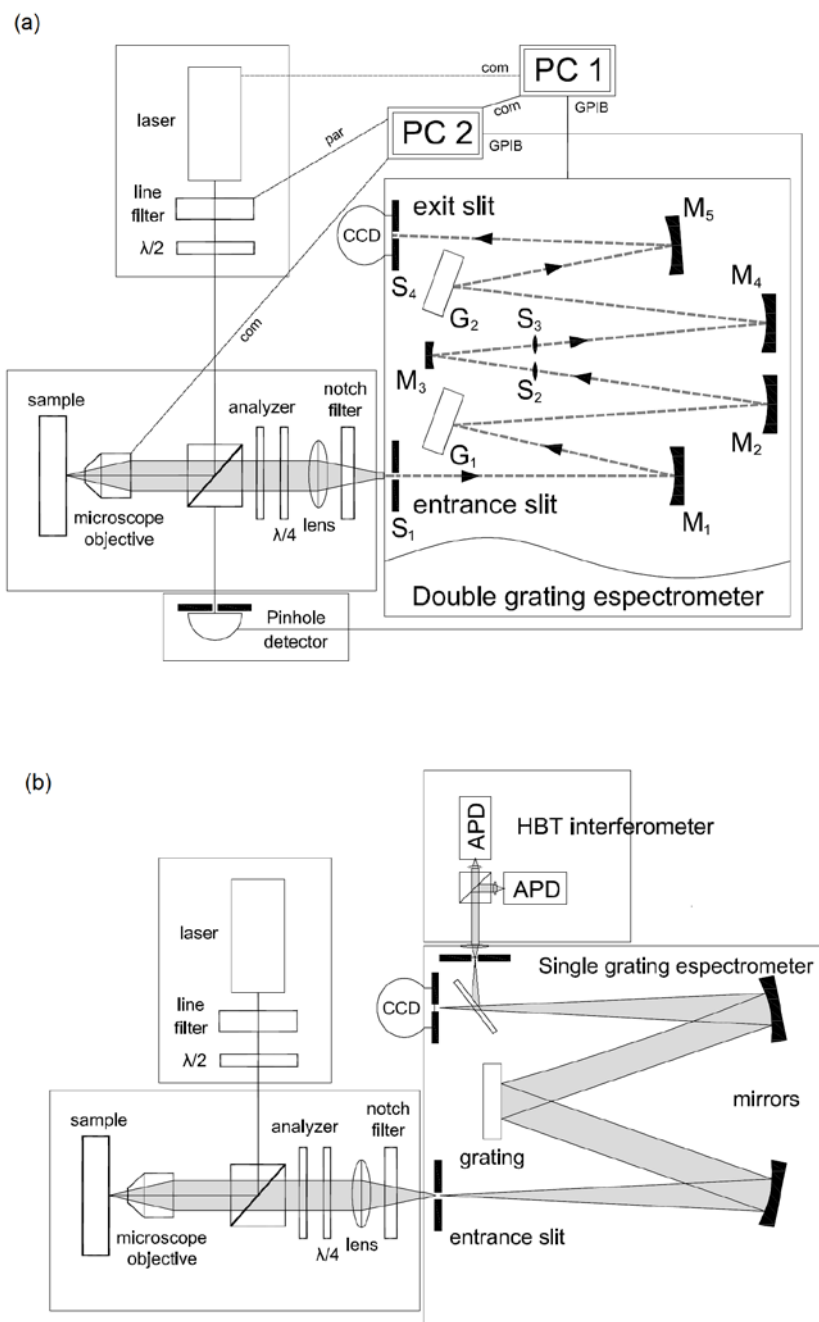 (a)
laser
line
filter
λ/2
com
PC 1
com
PC 2
GPIB
GPIB
par
com
exit slit
CCD
S₄
G₂
M₅
M₄
S₃
M₃
S₂
M₂
G₁
S₁
entrance slit
M₁
sample
microscope
objective
analyzer
λ/4
lens
notch
filter
Double grating espectrometer
Pinhole
detector
(b)
APD
HBT interferometer
APD
laser
line
filter
λ/2
CCD
Single grating espectrometer
mirrors
grating
entrance slit
sample
microscope
objective
analyzer
λ/4
lens
notch
filter